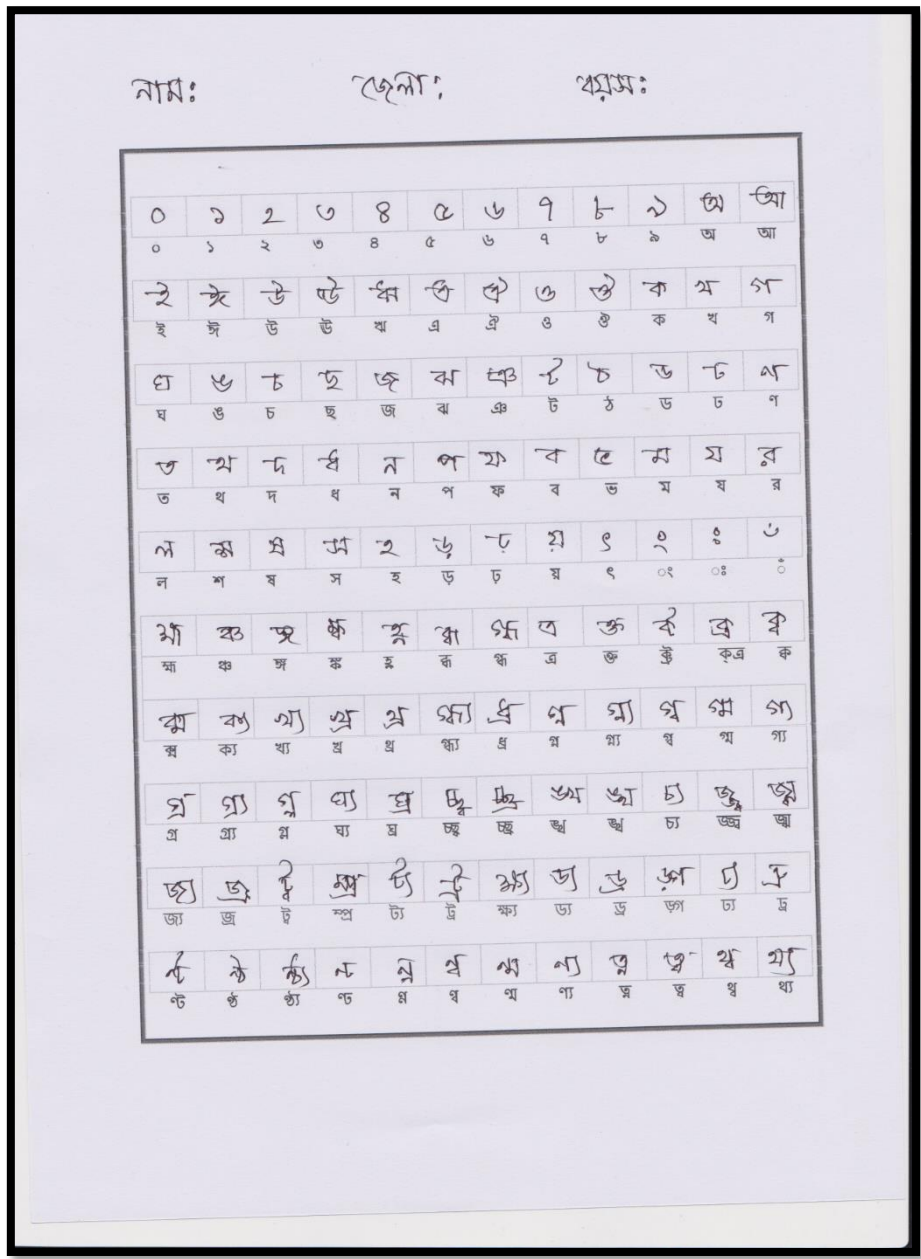 নামঃ জেলাঃ বয়সঃ
০ ১ ২ ৩ ৪ ৫ ৬ ৭ ৮ ৯ অ আ
০ ১ ২ ৩ ৪ ৫ ৬ ৭ ৮ ৯ অ আ
ই ঈ উ ঊ ঋ এ ঐ ও ঔ ক খ গ
ই ঈ উ ঊ ঋ এ ঐ ও ঔ ক খ গ
ঘ ঙ চ ছ জ ঝ ঞ ট ঠ ড ঢ ণ
ঘ ঙ চ ছ জ ঝ ঞ ট ঠ ড ঢ ণ
ত থ দ ধ ন প ফ ব ভ ম য র
ত থ দ ধ ন প ফ ব ভ ম য র
ল শ ষ স হ ড় ঢ় য় ৎ ং ঃ ঁ
ল শ ষ স হ ড় ঢ় য় ৎ ং ঃ ঁ
ঞ্চ ঙ্গ ঙ্ক হ্ণ ব্ধ গ্ধ ত্র ক্ত ক্র ক্ব
হ্ম ঞ্চ ঙ্গ ঙ্ক হ্ণ ব্ধ গ্ধ ত্র ক্ত ক্ট্র ক্‌ত্র ক্ব
ক্ম ক্য খ্য খ্র থ্র গ্ধ্য ধ্র গ্ন গ্ন্য গ্ব গ্ম গ্য
ক্ম ক্য খ্য খ্র থ্র গ্ধ্য ধ্র গ্ন গ্ন্য গ্ব গ্ম গ্য
গ্র গ্র্য গ্ল ঘ্য ঘ্র চ্ছ্ব চ্ছ্র ঙ্খ ঙ্খ চ্য জ্জ্ব জ্ঝ
গ্র গ্র্য গ্ল ঘ্য ঘ্র চ্ছ্ব চ্ছ্র ঙ্খ ঙ্খ চ্য জ্জ্ব জ্ঝ
জ্য জ্র ট্ব ম্প্র ট্য ট্র ক্ষ্য ড্য ড্র ড়্গ ঢ্য ঢ্র
জ্য জ্র ট্ব ম্প্র ট্য ট্র ক্ষ্য ড্য ড্র ড়্গ ঢ্য ঢ্র
ণ্ট ণ্ঠ ণ্ঠ্য ণ্ঢ ণ্ণ ণ্ব ণ্ম ণ্য ত্ন ত্ব থ্ব থ্য
ণ্ট ণ্ঠ ণ্ঠ্য ণ্ঢ ণ্ণ ণ্ব ণ্ম ণ্য ত্ন ত্ব থ্ব থ্য